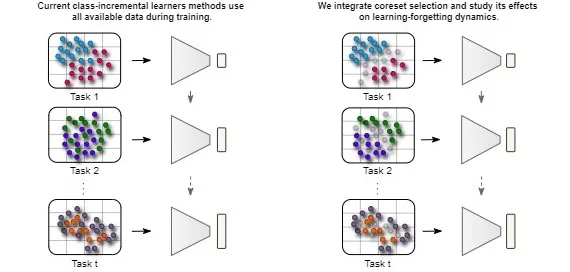 Current class-incremental learners methods use
all available data during training.
Task 1
Task 2
Task t
We integrate coreset selection and study its effects
on learning-forgetting dynamics.
Task 1
Task 2
Task t